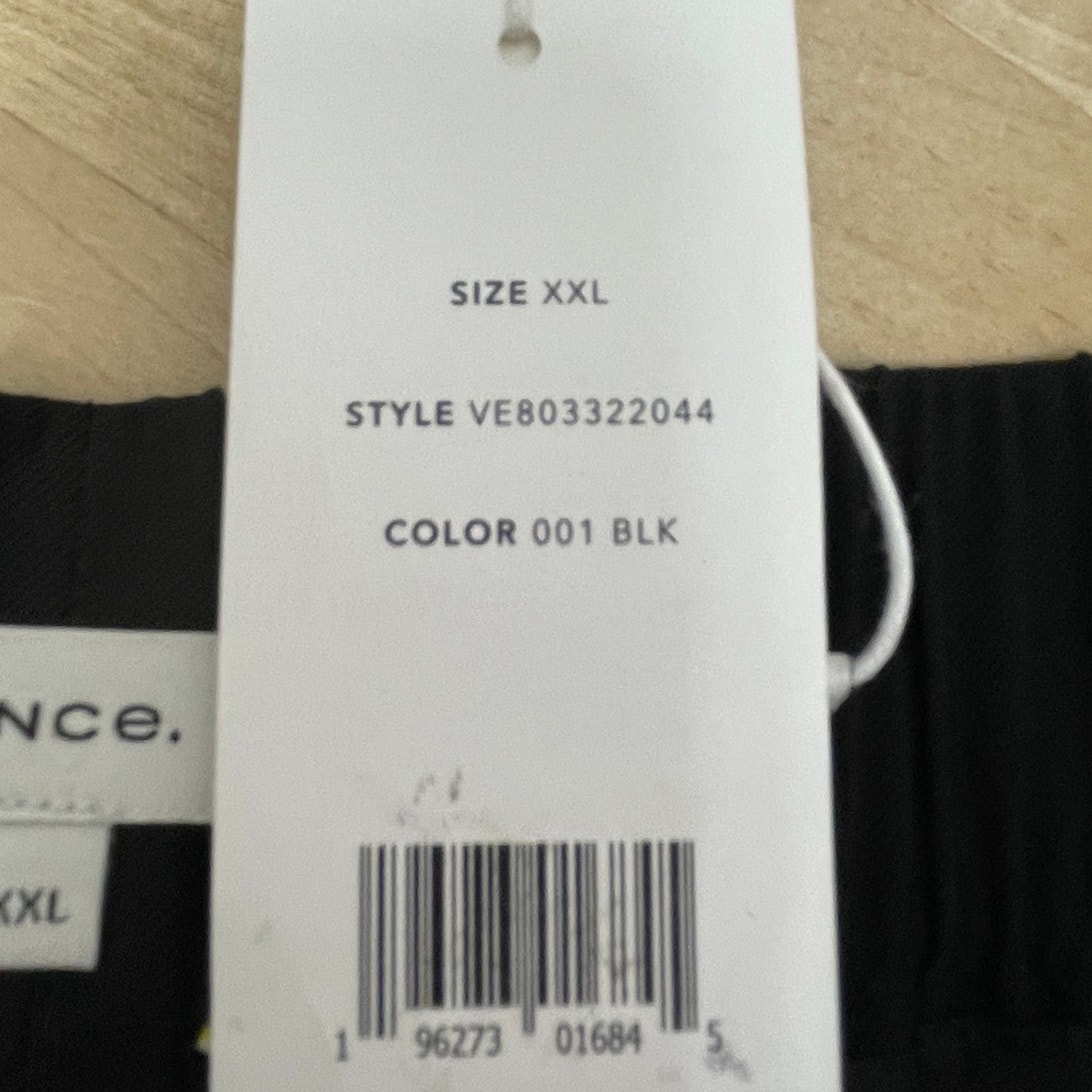 SIZE XXL
STYLE VE803322044
COLOR 001 BLK
NCe.
XXL
1 96273 01684 5